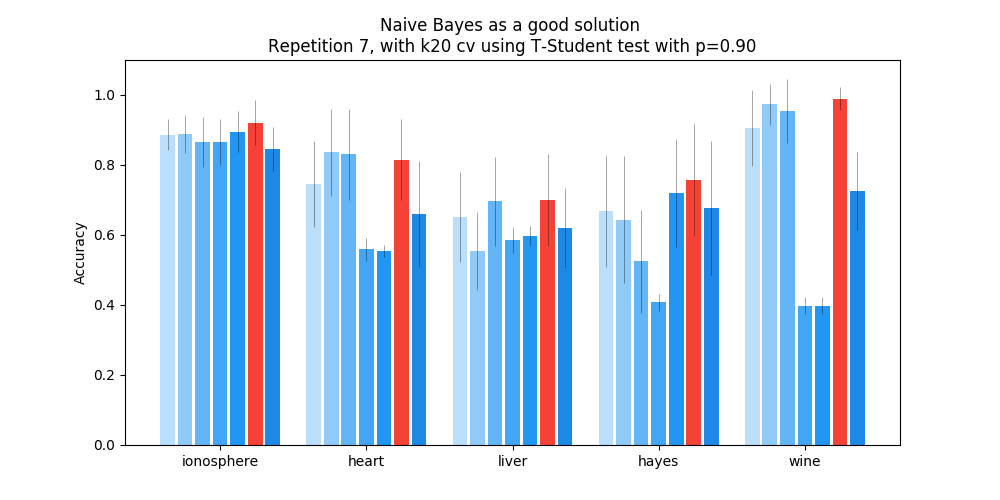 Naive Bayes as a good solution
Repetition 7, with k20 cv using T-Student test with p=0.90
Accuracy
1.0
0.8
0.6
0.4
0.2
0.0
ionosphere
heart
liver
hayes
wine